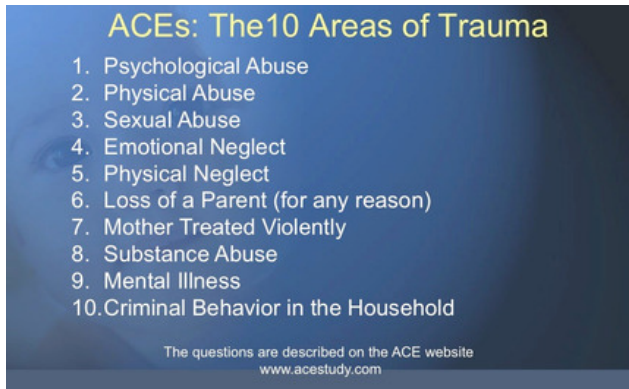 ACEs: The10 Areas of Trauma
1. Psychological Abuse
2. Physical Abuse
3. Sexual Abuse
4. Emotional Neglect
5. Physical Neglect
6. Loss of a Parent (for any reason)
7. Mother Treated Violently
8. Substance Abuse
9. Mental Illness
10.Criminal Behavior in the Household
The questions are described on the ACE website
www.acestudy.com